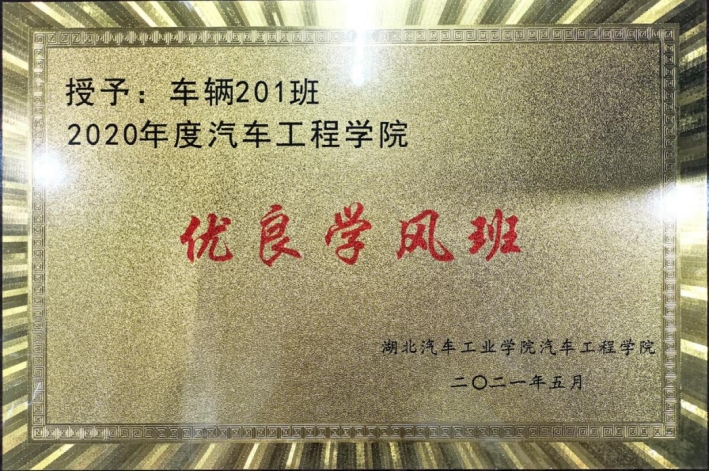 授予：车辆201班
2020年度汽车工程学院
优良学风班
湖北汽车工业学院汽车工程学院
二〇二一年五月